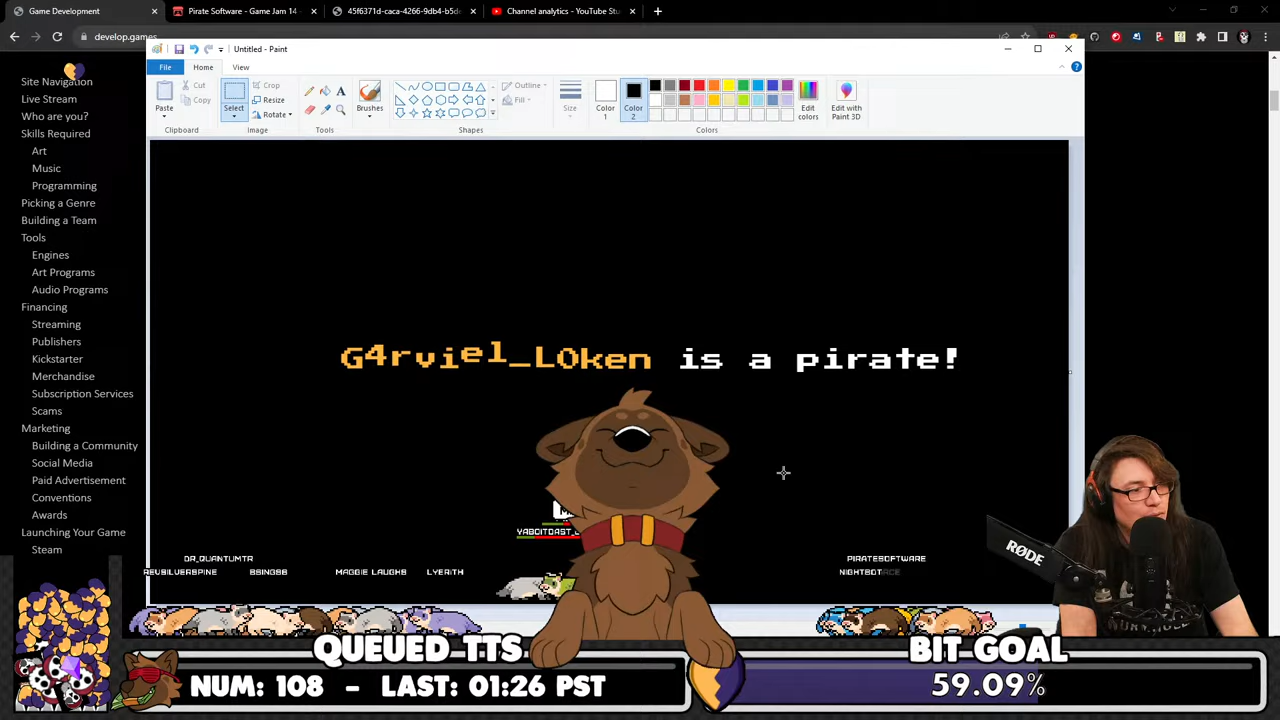 Game Development
Pirate Software - Game Jam 14 -
45f6371d-caca-4266-9db4-b5de
Channel analytics - YouTube Stu
develop.games
Untitled - Paint
File
Home
View
Paste
Cut
Copy
Clipboard
Select
Crop
Resize
Rotate
Image
Tools
Brushes
Outline
Fill
Shapes
Size
Color
1
Color
2
Edit
colors
Edit with
Paint 3D
Colors
Site Navigation
Live Stream
Who are you?
Skills Required
Art
Music
Programming
Picking a Genre
Building a Team
Tools
Engines
Art Programs
Audio Programs
Financing
Streaming
Publishers
Kickstarter
Merchandise
Subscription Services
Scams
Marketing
Building a Community
Social Media
Paid Advertisement
Conventions
Awards
Launching Your Game
Steam
G4rviel_L0ken is a pirate!
DR_QUANTUMTR
REVSILVERSPINE
MAGGIE LAUGHS
LYERITH
PIRATESOFTWARE
NIGHTBOT
RØDE
QUEUED TTS
NUM: 108 - LAST: 01:26 PST
BIT GOAL
59.09%